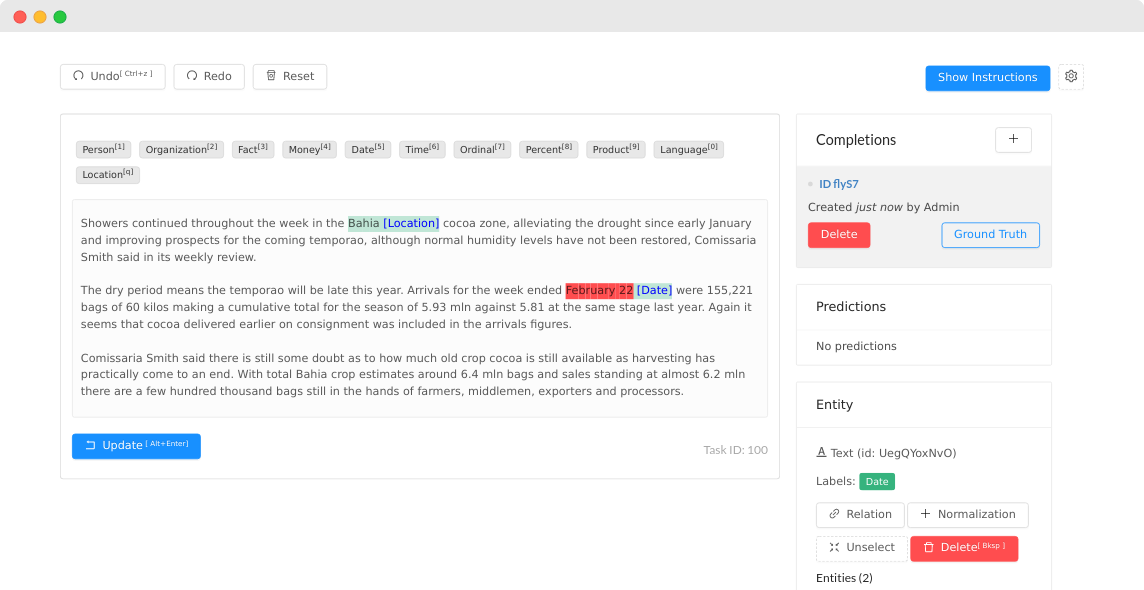 Undo[ Ctrl+z ] Redo Reset Show Instructions
Person[1] Organization[2] Fact[3] Money[4] Date[5] Time[6] Ordinal[7] Percent[8] Product[9] Language[0]
Location[q]
Showers continued throughout the week in the Bahia [Location] cocoa zone, alleviating the drought since early January
and improving prospects for the coming temporao, although normal humidity levels have not been restored, Comissaria
Smith said in its weekly review.
The dry period means the temporao will be late this year. Arrivals for the week ended February 22 [Date] were 155,221
bags of 60 kilos making a cumulative total for the season of 5.93 mln against 5.81 at the same stage last year. Again it
seems that cocoa delivered earlier on consignment was included in the arrivals figures.
Comissaria Smith said there is still some doubt as to how much old crop cocoa is still available as harvesting has
practically come to an end. With total Bahia crop estimates around 6.4 mln bags and sales standing at almost 6.2 mln
there are a few hundred thousand bags still in the hands of farmers, middlemen, exporters and processors.
Update[ Alt+Enter] Task ID: 100
Completions +
ID flyS7
Created just now by Admin
Delete Ground Truth
Predictions
No predictions
Entity
Text (id: UegQYoxNvO)
Labels: Date
Relation + Normalization
Unselect Delete[ Bksp ]
Entities (2)